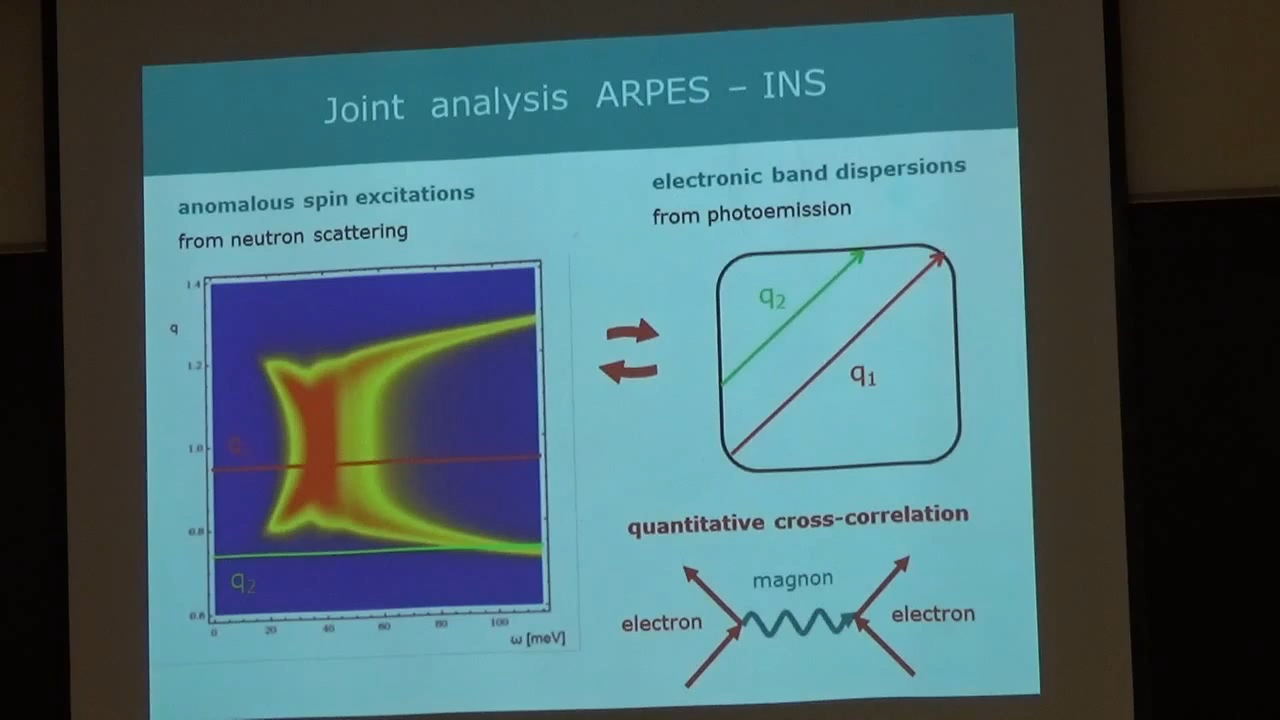 Joint analysis ARPES – INS
anomalous spin excitations
from neutron scattering
electronic band dispersions
from photoemission
1.4
q
1.2
1.0
0.8
q2
0.6
0
20
40
60
80
100
ω [meV]
q2
q1
quantitative cross-correlation
magnon
electron
electron